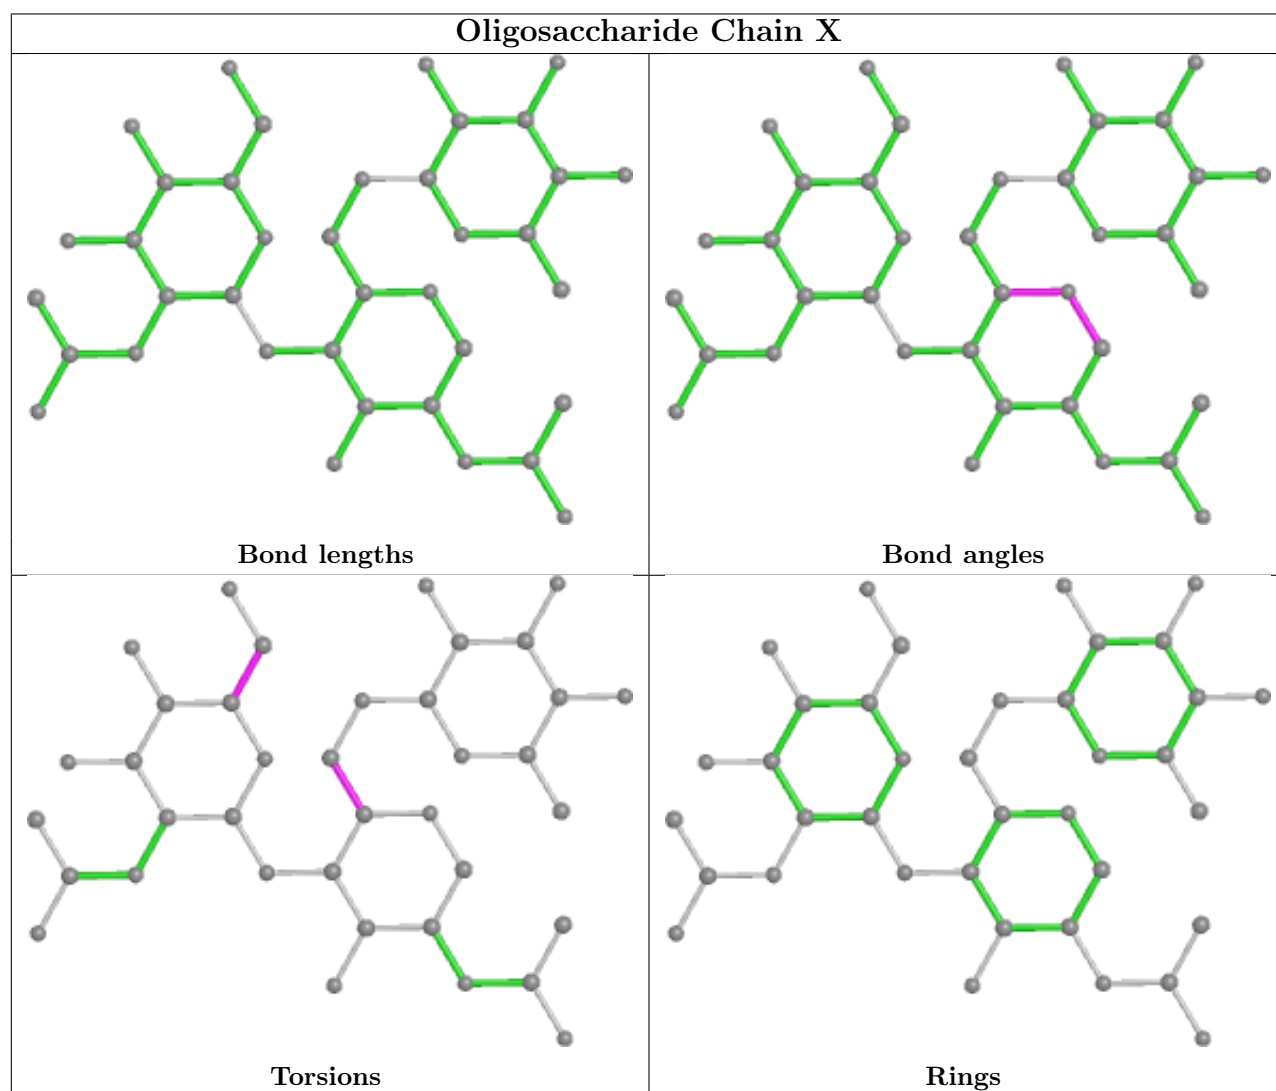 Oligosaccharide Chain X
Bond lengths
Bond angles
Torsions
Rings